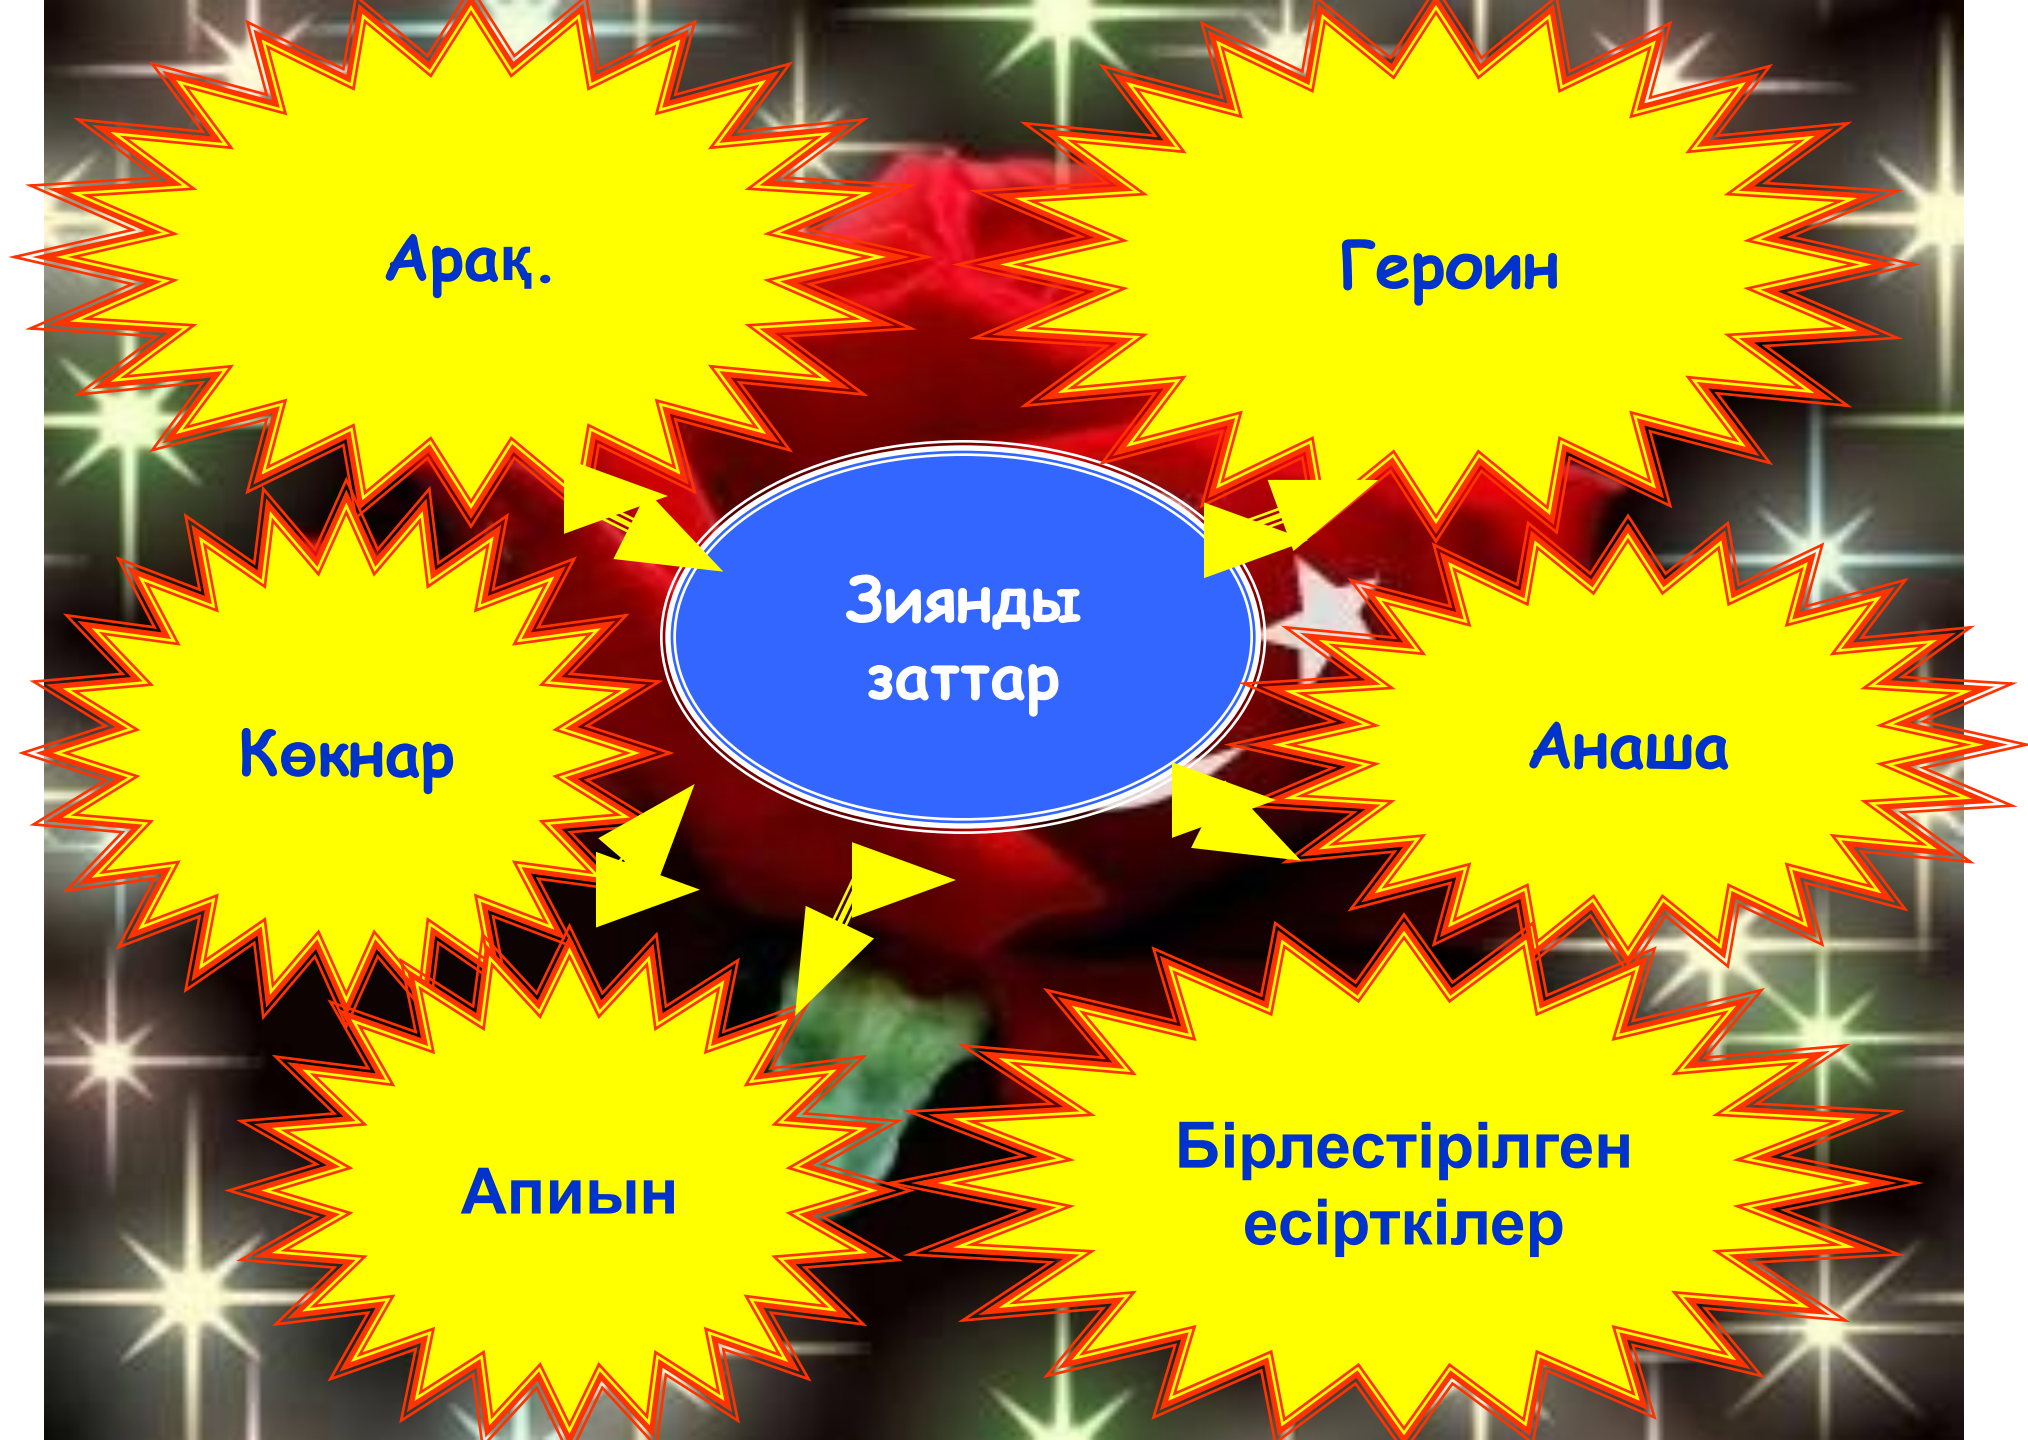 Арақ.
Героин
Зиянды
заттар
Көкнар
Анаша
Апиын
Бірлестірілген
есірткілер